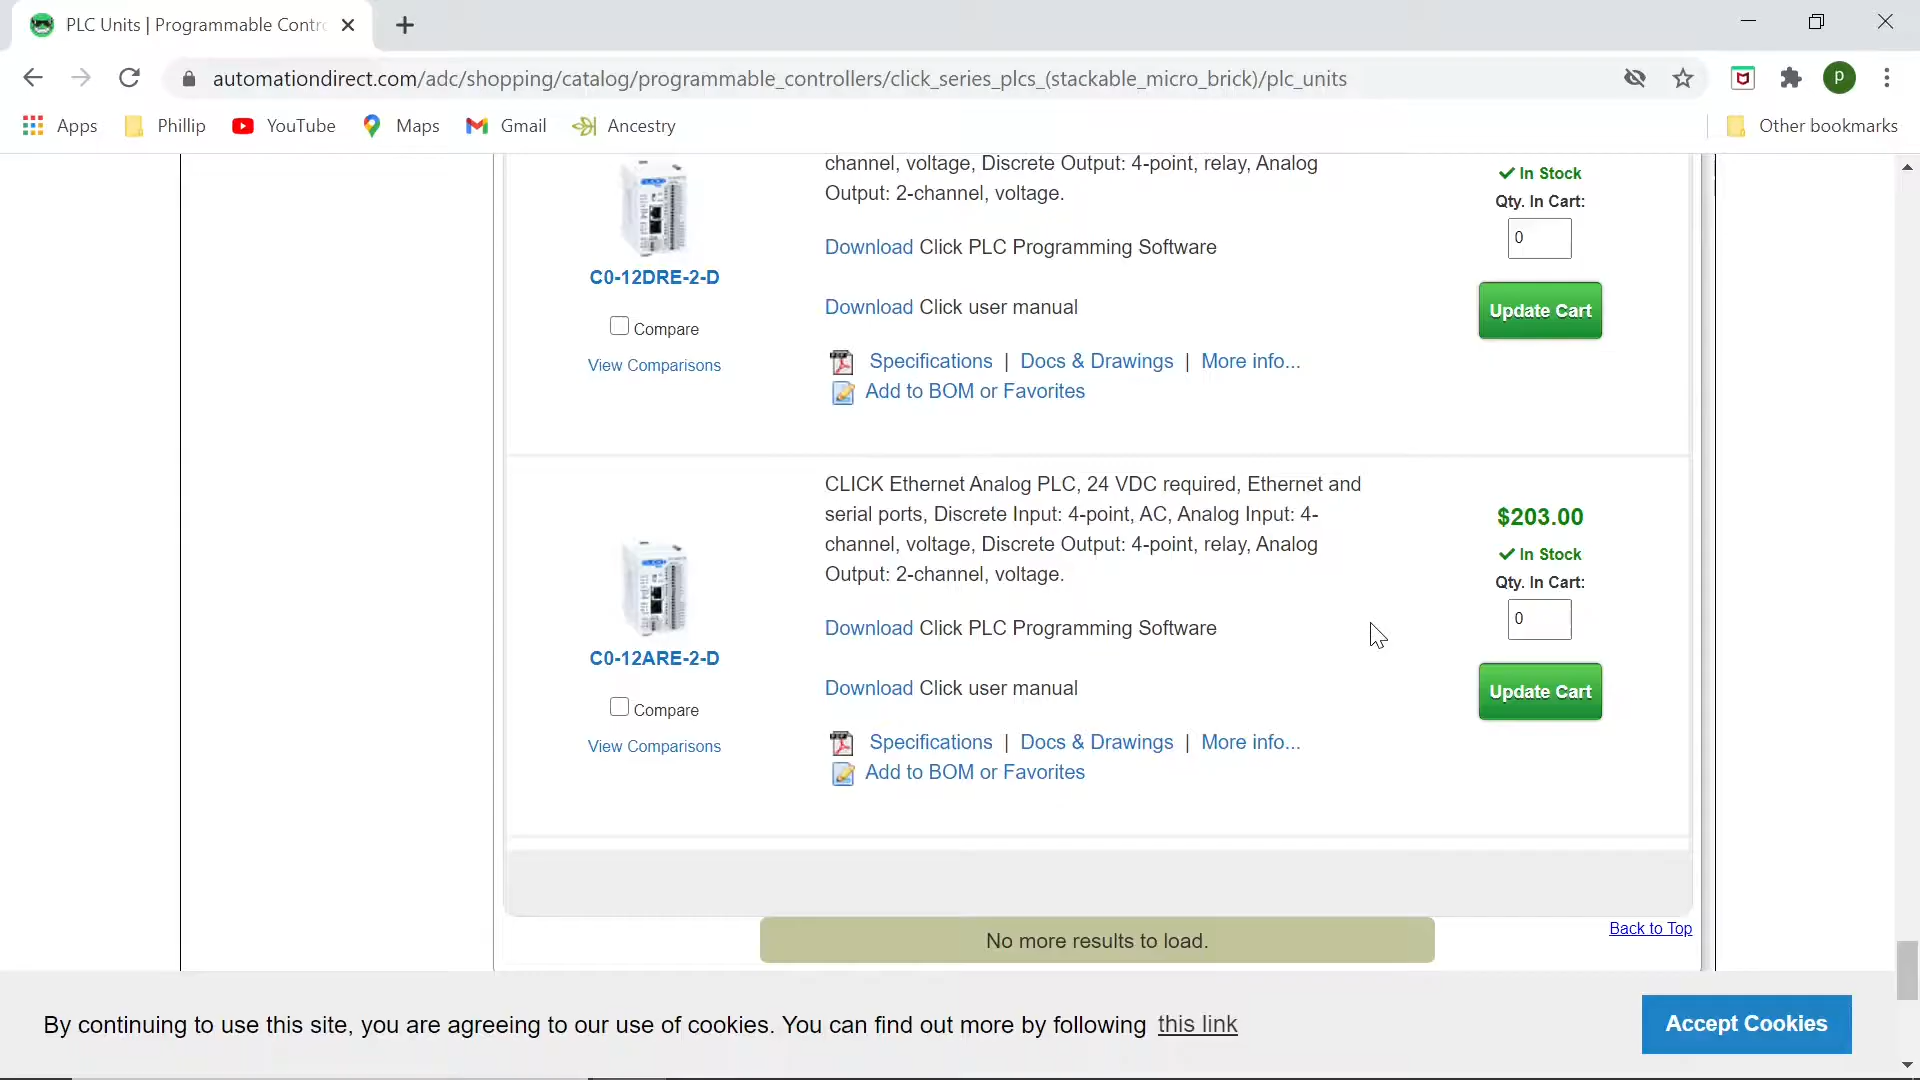 PLC Units | Programmable Contro
automationdirect.com/adc/shopping/catalog/programmable_controllers/click_series_plcs_(stackable_micro_brick)/plc_units
P
Apps
Phillip
YouTube
Maps
Gmail
Ancestry
Other bookmarks
channel, voltage, Discrete Output: 4-point, relay, Analog
Output: 2-channel, voltage.
In Stock
Qty. In Cart:
0
Download Click PLC Programming Software
C0-12DRE-2-D
Download Click user manual
Update Cart
Compare
View Comparisons
Specifications | Docs & Drawings | More info...
Add to BOM or Favorites
CLICK Ethernet Analog PLC, 24 VDC required, Ethernet and
serial ports, Discrete Input: 4-point, AC, Analog Input: 4-
channel, voltage, Discrete Output: 4-point, relay, Analog
Output: 2-channel, voltage.
$203.00
In Stock
Qty. In Cart:
0
Download Click PLC Programming Software
C0-12ARE-2-D
Download Click user manual
Update Cart
Compare
View Comparisons
Specifications | Docs & Drawings | More info...
Add to BOM or Favorites
Back to Top
No more results to load.
By continuing to use this site, you are agreeing to our use of cookies. You can find out more by following this link
Accept Cookies